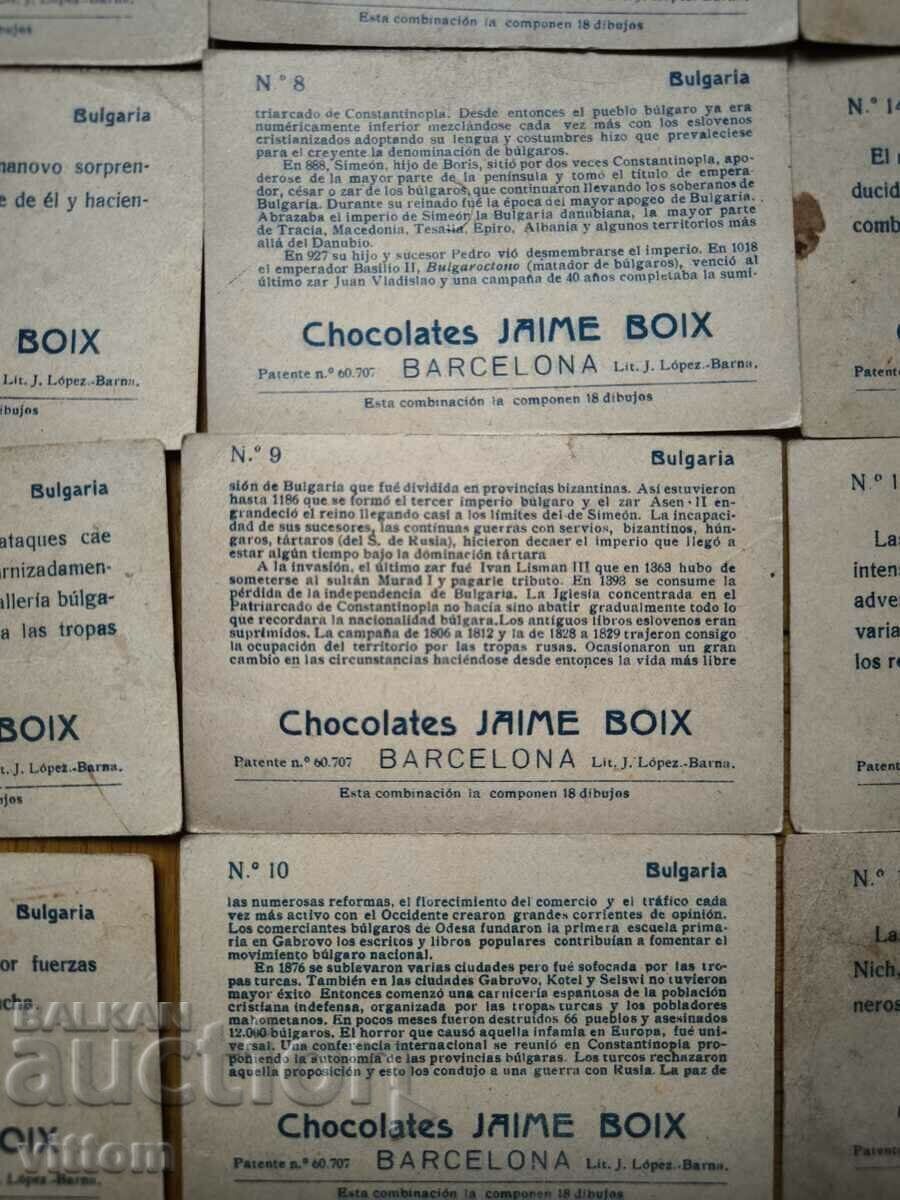 Patente n.º 60.707 Lit. J. López.-Barna.
Esta combinación la componen 18 dibujos
Bulgaria
manovo sorpren-
e de él y hacien-
BOIX
Lit. J. López.-Barna.
dibujos
N.º 8 Bulgaria
triarcado de Constantinopla. Desde entonces el pueblo búlgaro ya era
numéricamente inferior mezclándose cada vez más con los eslovenos
cristianizados adoptando su lengua y costumbres hizo que prevaleciese
para el creyente la denominación de búlgaros.
En 888, Simeón, hijo de Boris, sitió por dos veces Constantinopla, apo-
derose de la mayor parte de la península y tomó el título de empera-
dor, césar o zar de los búlgaros, que continuaron llevando los soberanos de
Bulgaria. Durante su reinado fué la época del mayor apogeo de Bulgaria.
Abrazaba el imperio de Simeón la Bulgaria danubiana, la mayor parte
de Tracia, Macedonia, Tesalia, Epiro, Albania y algunos territorios más
allá del Danubio.
En 927 su hijo y sucesor Pedro vió desmembrarse el imperio. En 1018
el emperador Basilio II, Bulgaroctono (matador de búlgaros), venció al
último zar Juan Vladislao y una campaña de 40 años completaba la sumi-
Chocolates JAIME BOIX
Patente n.º 60.707 BARCELONA Lit. J. López.-Barna.
Esta combinación la componen 18 dibujos
N.º 14
El
ducid
comb
Patente
Bulgaria
ataques cae
arnizadamen-
allería búlga-
a las tropas
BOIX
t. J. López.-Barna.
ujos
N.º 9 Bulgaria
sión de Bulgaria que fué dividida en provincias bizantinas. Así estuvieron
hasta 1186 que se formó el tercer imperio búlgaro y el zar Asen-II en-
grandeció el reino llegando casi a los límites del de Simeón. La incapaci-
dad de sus sucesores, las contínuas guerras con servios, bizantinos, hún-
garos, tártaros (del S. de Rusia), hicieron decaer el imperio que llegó a
estar algún tiempo bajo la dominación tártara
A la invasión, el último zar fué Ivan Lisman III que en 1363 hubo de
someterse al sultán Murad I y pagarle tributo. En 1393 se consume la
pérdida de la independencia de Bulgaria. La Iglesia concentrada en el
Patriarcado de Constantinopla no hacía sino abatir gradualmente todo lo
que recordara la nacionalidad búlgara. Los antiguos libros eslovenos eran
suprimidos. La campaña de 1806 a 1812 y la de 1828 a 1829 trajeron consigo
la ocupación del territorio por las tropas rusas. Ocasionaron un gran
cambio en las circunstancias haciéndose desde entonces la vida más libre
Chocolates JAIME BOIX
Patente n.º 60.707 BARCELONA Lit. J. López.-Barna.
Esta combinación la componen 18 dibujos
N.º 1
Las
intens
adve
varia
los re
Patent
Bulgaria
or fuerzas
cha.
OIX
López.-Barna.
N.º 10 Bulgaria
las numerosas reformas, el florecimiento del comercio y el tráfico cada
vez más activo con el Occidente crearon grandes corrientes de opinión.
Los comerciantes búlgaros de Odesa fundaron la primera escuela prima-
ria en Gabrovo los escritos y libros populares contribuían a fomentar el
movimiento búlgaro nacional.
En 1876 se sublevaron varias ciudades pero fué sofocada por las tro-
pas turcas. También en las ciudades Gabrovo, Kotel y Selswi no tuvieron
mayor éxito Entonces comenzó una carnicería espantosa de la población
cristiana indefensa, organizada por las tropas turcas y los pobladores
mahometanos. En pocos meses fueron destruídos 66 pueblos y asesinados
12.000 búlgaros. El horror que causó aquella infamia en Europa, fué uni-
versal. Una conferencia internacional se reunió en Constantinopla pro-
poniendo la autonomía de las provincias búlgaras. Los turcos rechazaron
aquella proposición y esto los condujo a una guerra con Rusia. La paz de
Chocolates JAIME BOIX
Patente n.º 60.707 BARCELONA Lit. J. López.-Barna.
Esta combinación la componen 18 dibujos
N.º 1
La
Nich,
neros
Patent
BALKAN
auction
Vittom